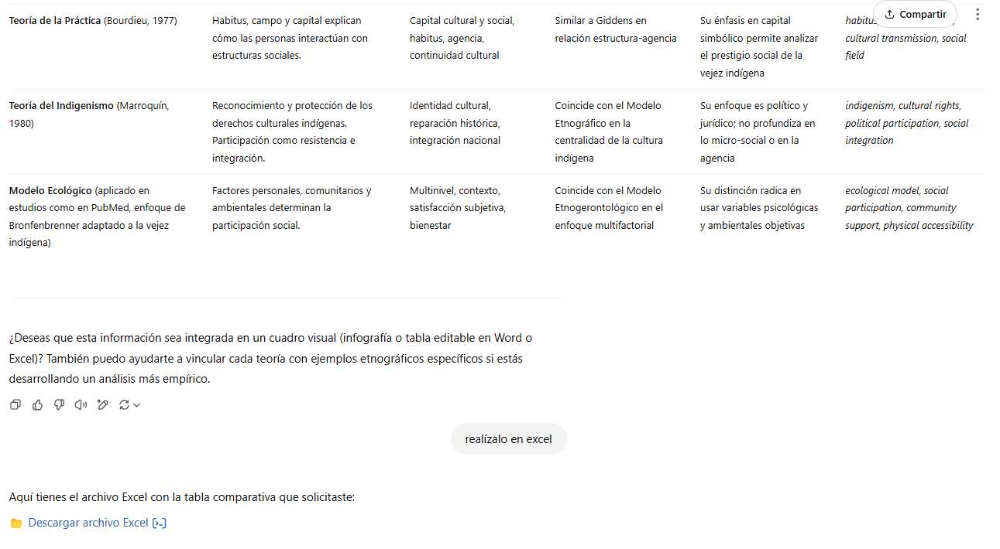 Compartir
Teoría de la Práctica (Bourdieu, 1977)
Habitus, campo y capital explican
cómo las personas interactúan con
estructuras sociales.
Capital cultural y social,
habitus, agencia,
continuidad cultural
Similar a Giddens en
relación estructura-agencia
Su énfasis en capital
simbólico permite analizar
el prestigio social de la
vejez indígena
cultural transmission, social
field
Teoría del Indigenismo (Marroquín,
1980)
Reconocimiento y protección de los
derechos culturales indígenas.
Participación como resistencia e
integración.
Identidad cultural,
reparación histórica,
integración nacional
Coincide con el Modelo
Etnográfico en la
centralidad de la cultura
indígena
Su enfoque es político y
jurídico; no profundiza en
lo micro-social o en la
agencia
indigenism, cultural rights,
political participation, social
integration
Modelo Ecológico (aplicado en
estudios como en PubMed, enfoque de
Bronfenbrenner adaptado a la vejez
indígena)
Factores personales, comunitarios y
ambientales determinan la
participación social.
Multinivel, contexto,
satisfacción subjetiva,
bienestar
Coincide con el Modelo
Etnogerontológico en el
enfoque multifactorial
Su distinción radica en
usar variables psicológicas
y ambientales objetivas
ecological model, social
participation, community
support, physical accessibility
¿Deseas que esta información sea integrada en un cuadro visual (infografía o tabla editable en Word o
Excel)? También puedo ayudarte a vincular cada teoría con ejemplos etnográficos específicos si estás
desarrollando un análisis más empírico.
realízalo en excel
Aquí tienes el archivo Excel con la tabla comparativa que solicitaste:
Descargar archivo Excel